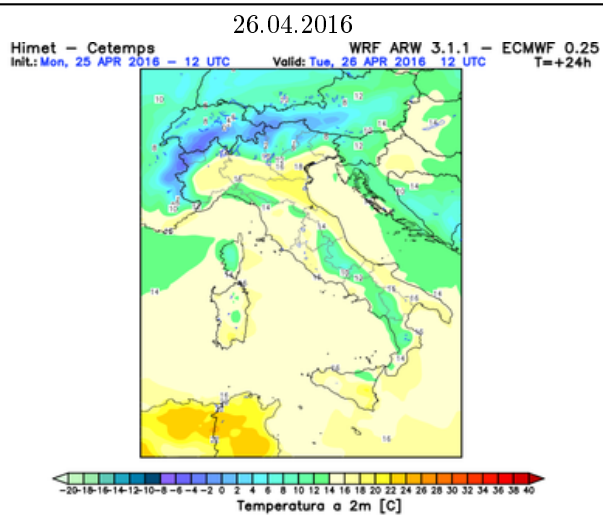 26.04.2016
Himet – Cetemps WRF ARW 3.1.1 – ECMWF 0.25
Init.: Mon, 25 APR 2016 – 12 UTC Valid: Tue, 26 APR 2016 12 UTC T=+24h
-20-18-16-14-12-10-8 -6 -4 -2 0 2 4 6 8 10 12 14 16 18 20 22 24 26 28 30 32 34 36 38 40
Temperatura a 2m [C]